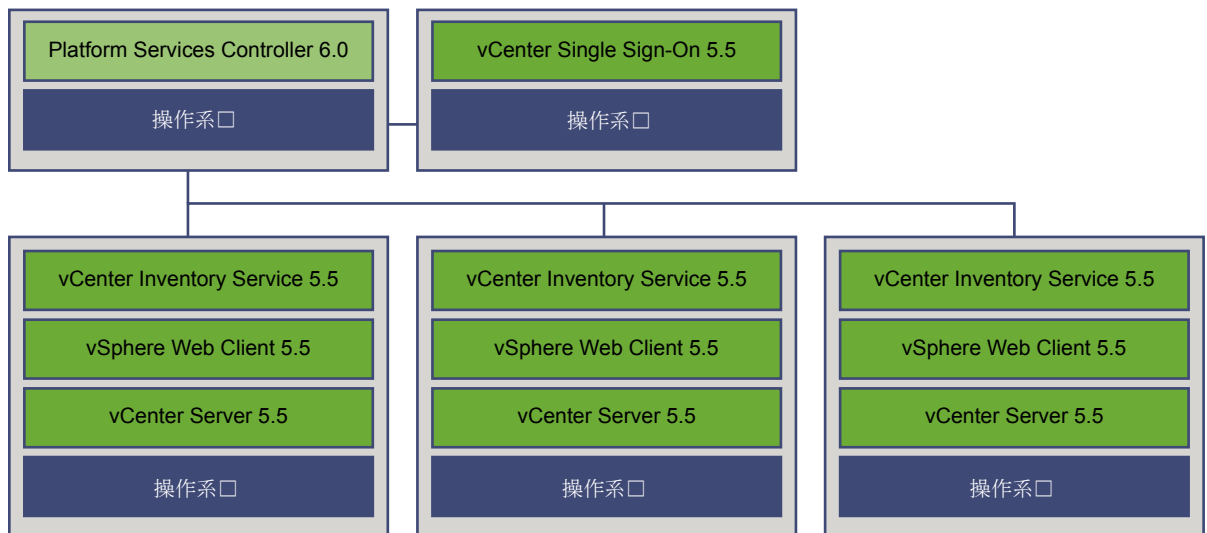 Platform Services Controller 6.0
vCenter Single Sign-On 5.5
操作系□
操作系□
vCenter Inventory Service 5.5
vCenter Inventory Service 5.5
vCenter Inventory Service 5.5
vSphere Web Client 5.5
vSphere Web Client 5.5
vSphere Web Client 5.5
vCenter Server 5.5
vCenter Server 5.5
vCenter Server 5.5
操作系□
操作系□
操作系□